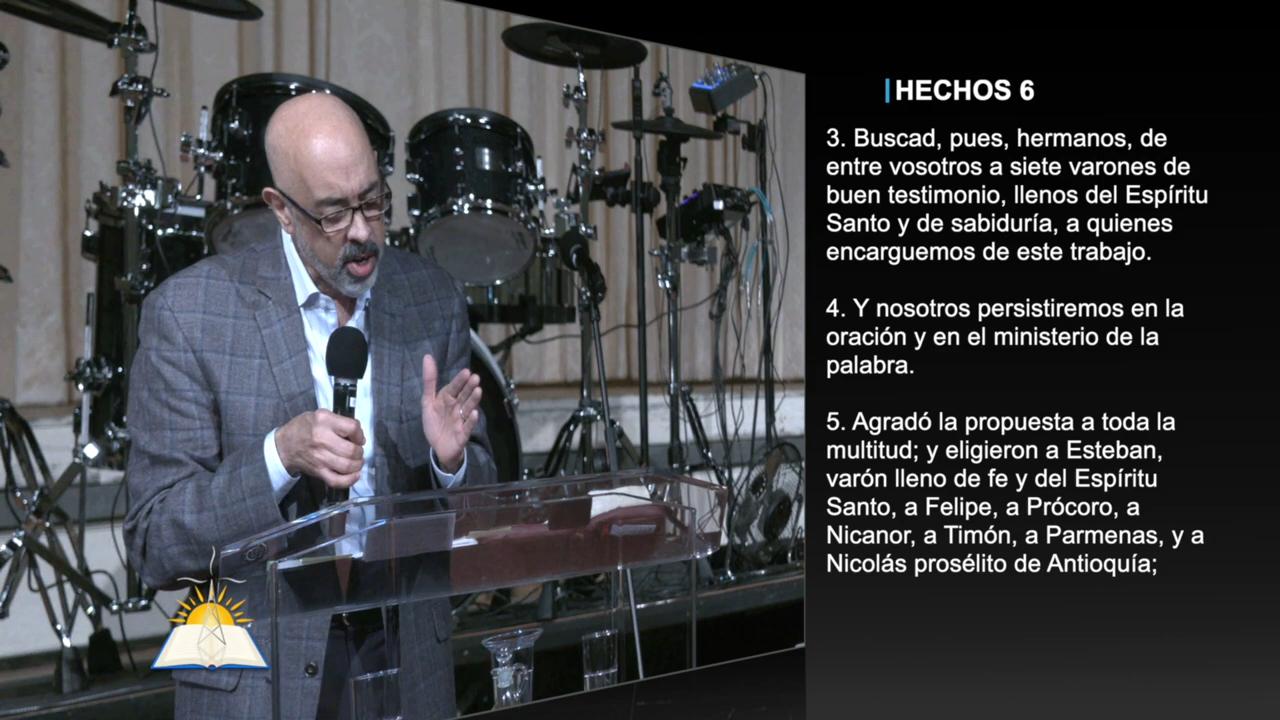 HECHOS 6
3. Buscad, pues, hermanos, de
entre vosotros a siete varones de
buen testimonio, llenos del Espíritu
Santo y de sabiduría, a quienes
encarguemos de este trabajo.
4. Y nosotros persistiremos en la
oración y en el ministerio de la
palabra.
5. Agradó la propuesta a toda la
multitud; y eligieron a Esteban,
varón lleno de fe y del Espíritu
Santo, a Felipe, a Prócoro, a
Nicanor, a Timón, a Parmenas, y a
Nicolás prosélito de Antioquía;